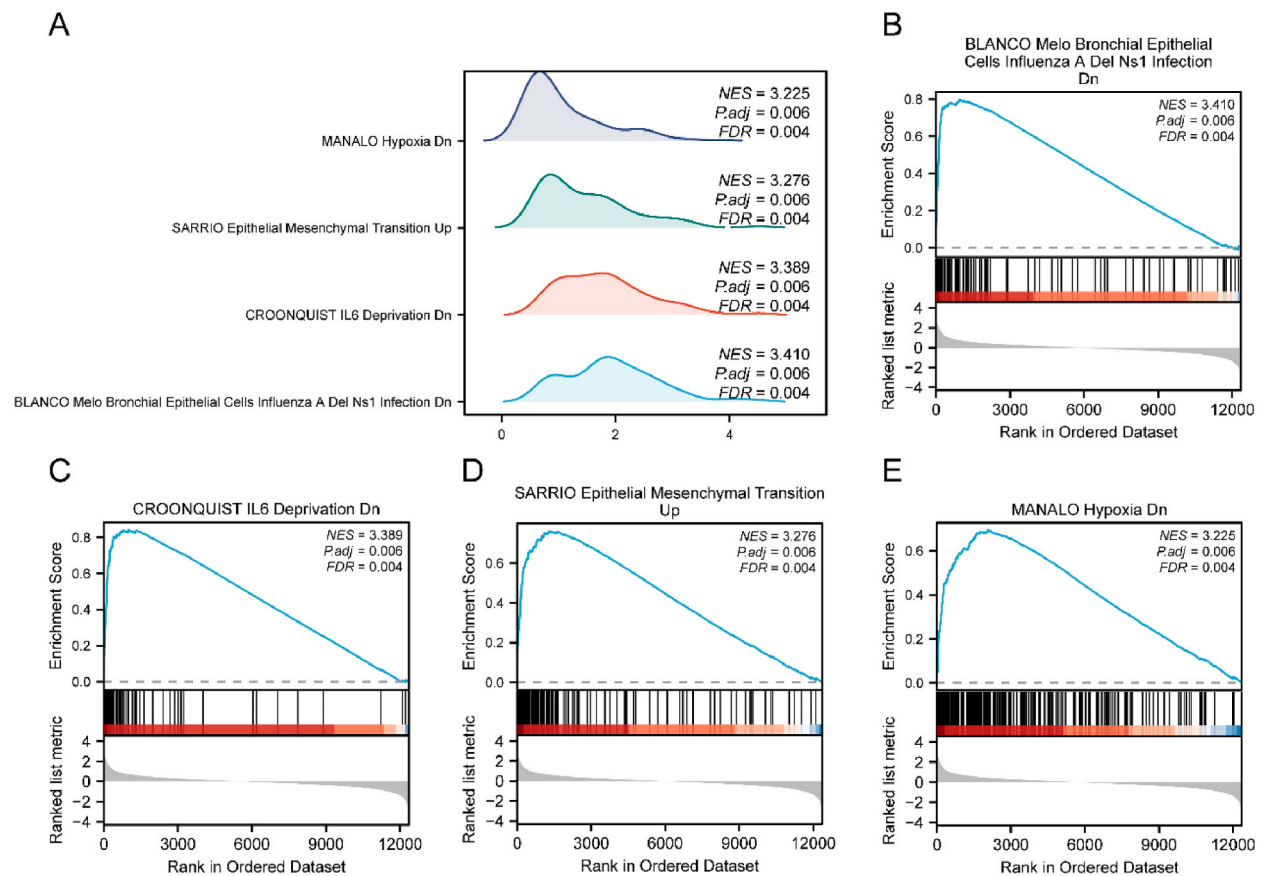 A
NES = 3.225
P.adj = 0.006
FDR = 0.004
MANALO Hypoxia Dn
NES = 3.276
P.adj = 0.006
FDR = 0.004
SARRIO Epithelial Mesenchymal Transition Up
NES = 3.389
P.adj = 0.006
FDR = 0.004
CROONQUIST IL6 Deprivation Dn
NES = 3.410
P.adj = 0.006
FDR = 0.004
BLANCO Melo Bronchial Epithelial Cells Influenza A Del Ns1 Infection Dn
0 2 4
B
BLANCO Melo Bronchial Epithelial
Cells Influenza A Del Ns1 Infection
Dn
NES = 3.410
P.adj = 0.006
FDR = 0.004
Enrichment Score
0.8
0.6
0.4
0.2
0.0
Ranked list metric
4
2
0
−2
−4
0 3000 6000 9000 12000
Rank in Ordered Dataset
C
CROONQUIST IL6 Deprivation Dn
NES = 3.389
P.adj = 0.006
FDR = 0.004
Enrichment Score
0.8
0.6
0.4
0.2
0.0
Ranked list metric
4
2
0
−2
−4
0 3000 6000 9000 12000
Rank in Ordered Dataset
D
SARRIO Epithelial Mesenchymal Transition
Up
NES = 3.276
P.adj = 0.006
FDR = 0.004
Enrichment Score
0.6
0.4
0.2
0.0
Ranked list metric
4
2
0
−2
−4
0 3000 6000 9000 12000
Rank in Ordered Dataset
E
MANALO Hypoxia Dn
NES = 3.225
P.adj = 0.006
FDR = 0.004
Enrichment Score
0.6
0.4
0.2
0.0
Ranked list metric
4
2
0
−2
−4
0 3000 6000 9000 12000
Rank in Ordered Dataset